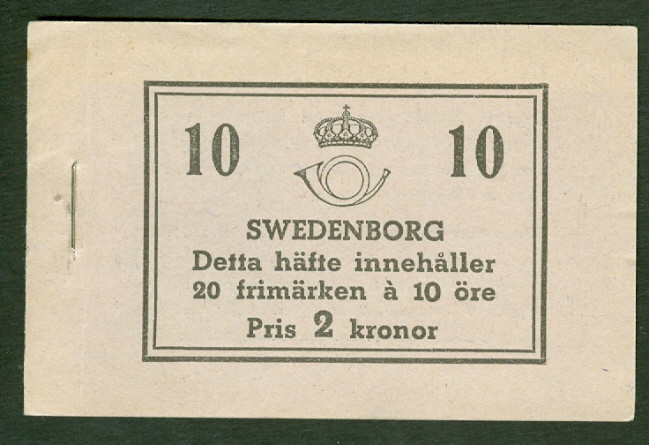 10 10
SWEDENBORG
Detta häfte innehåller
20 frimärken à 10 öre
Pris 2 kronor